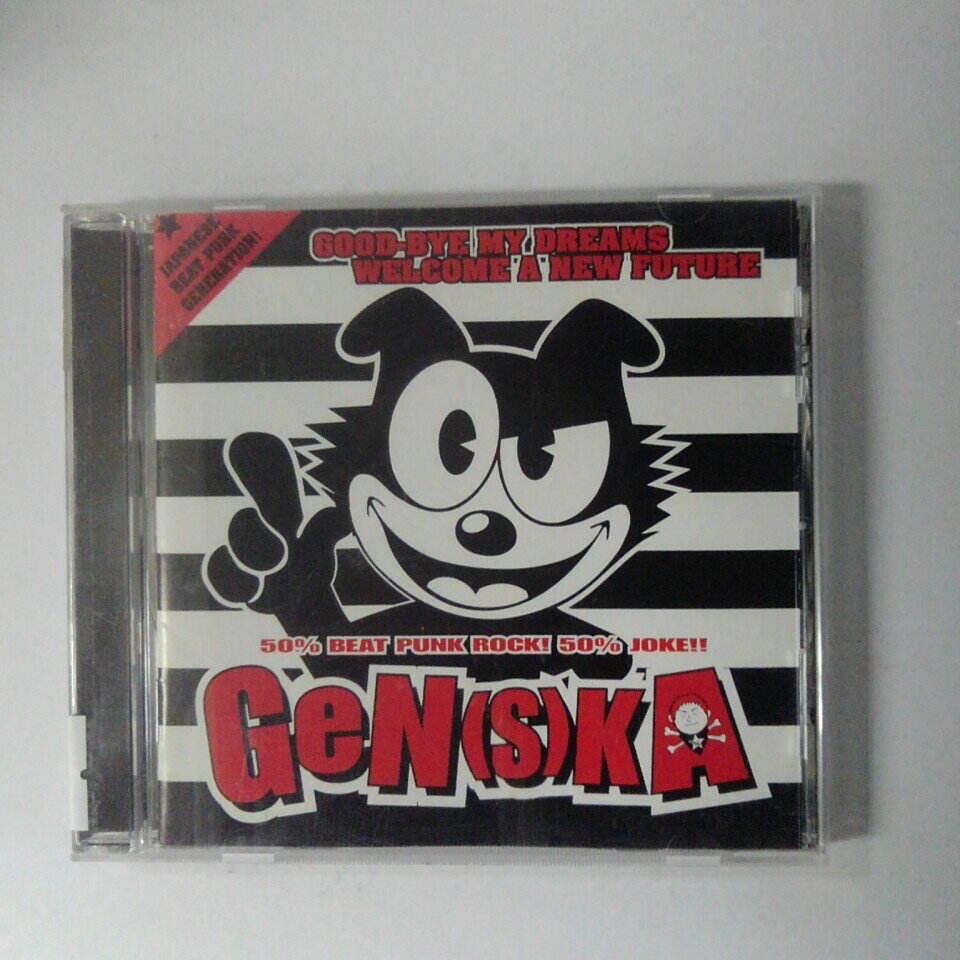 JAPANESE
BEAT PUNK
GENERATION!
GOOD-BYE MY DREAMS
WELCOME A NEW FUTURE
50% BEAT PUNK ROCK! 50% JOKE!!
GeN(S)KA